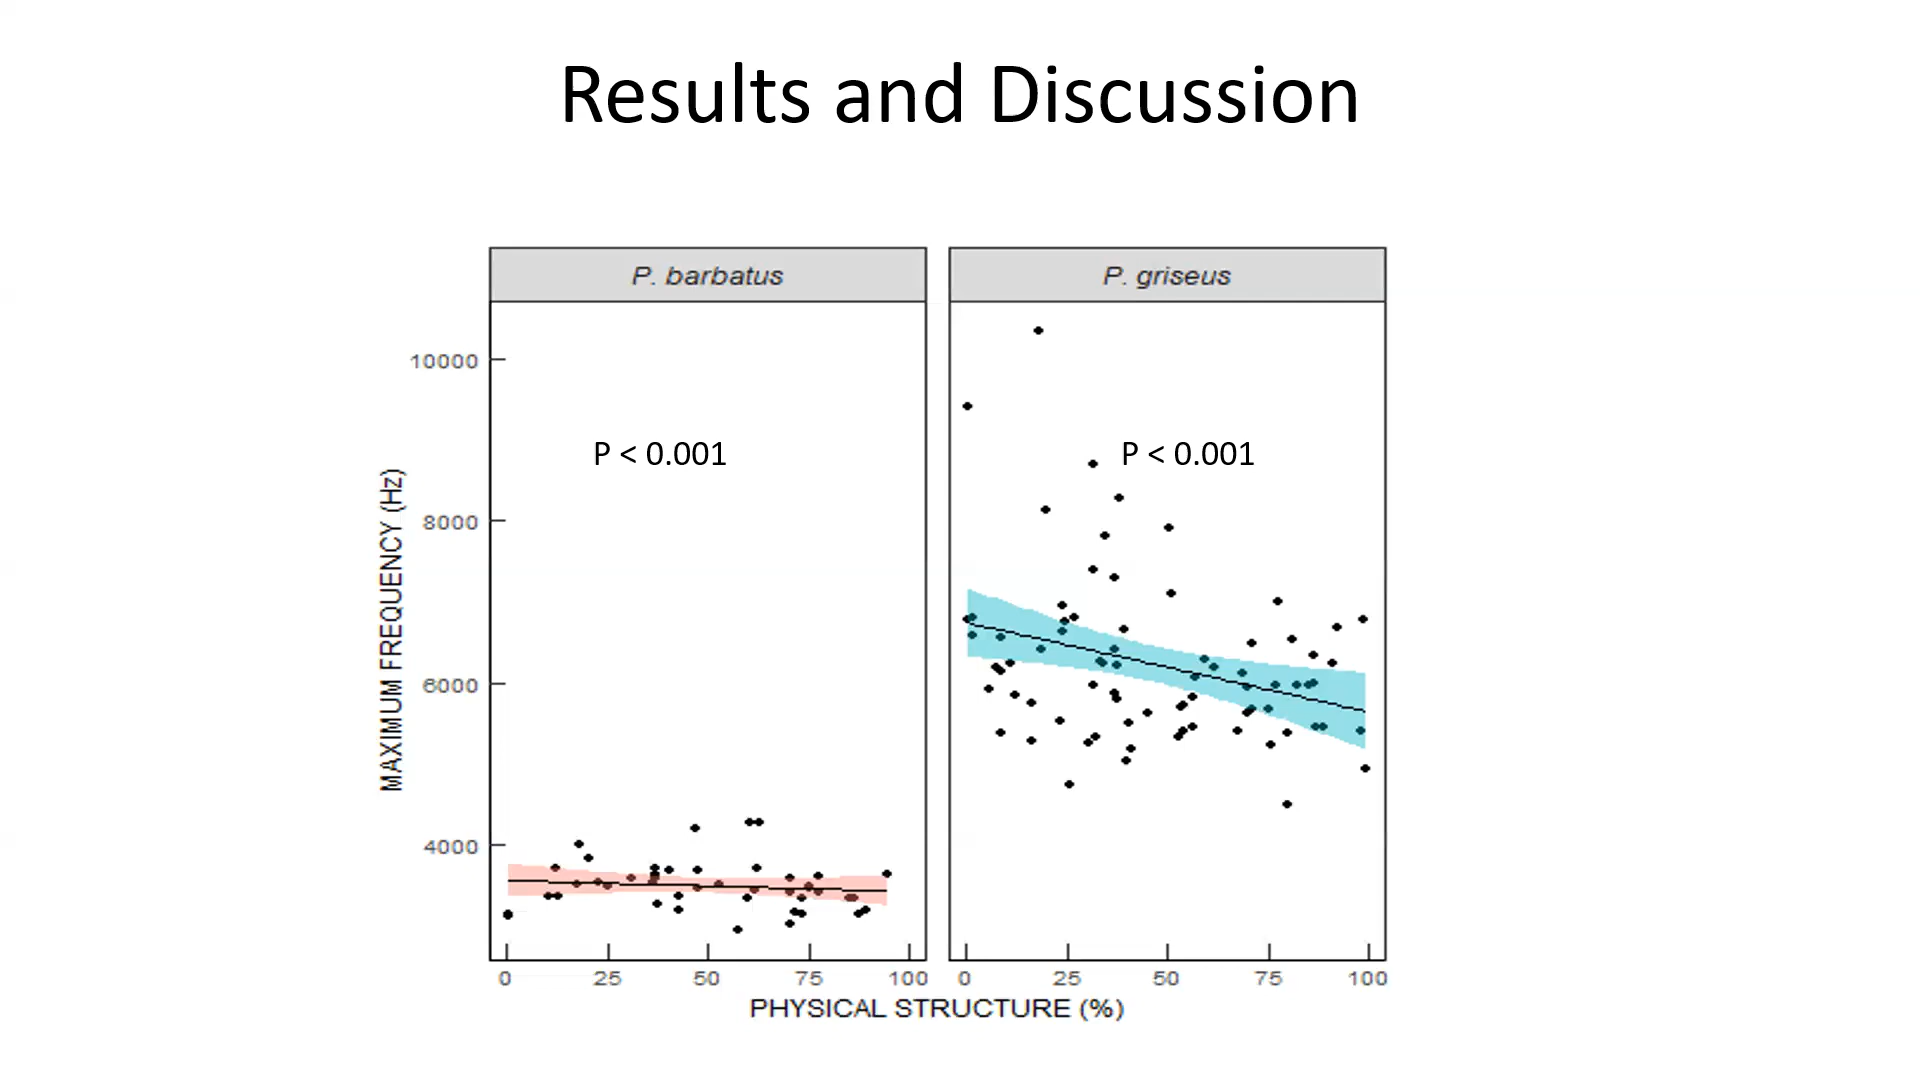 Results and Discussion
P. barbatus
P. griseus
10000
8000
6000
4000
MAXIMUM FREQUENCY (Hz)
P < 0.001
P < 0.001
0 25 50 75 100
0 25 50 75 100
PHYSICAL STRUCTURE (%)